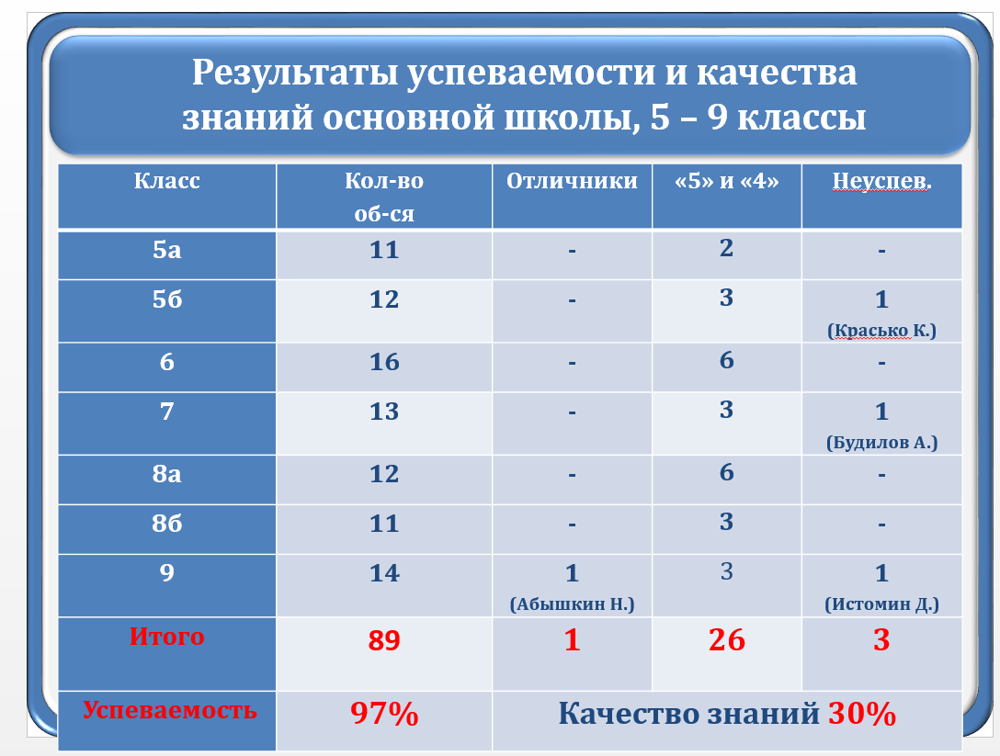 Результаты успеваемости и качества
знаний основной школы, 5 – 9 классы
Класс Кол-во об-ся Отличники «5» и «4» Неуспев.
5а 11 - 2 -
5б 12 - 3 1 (Красько К.)
6 16 - 6 -
7 13 - 3 1 (Будилов А.)
8а 12 - 6 -
8б 11 - 3 -
9 14 1 (Абышкин Н.) 3 1 (Истомин Д.)
Итого 89 1 26 3
Успеваемость 97% Качество знаний 30%